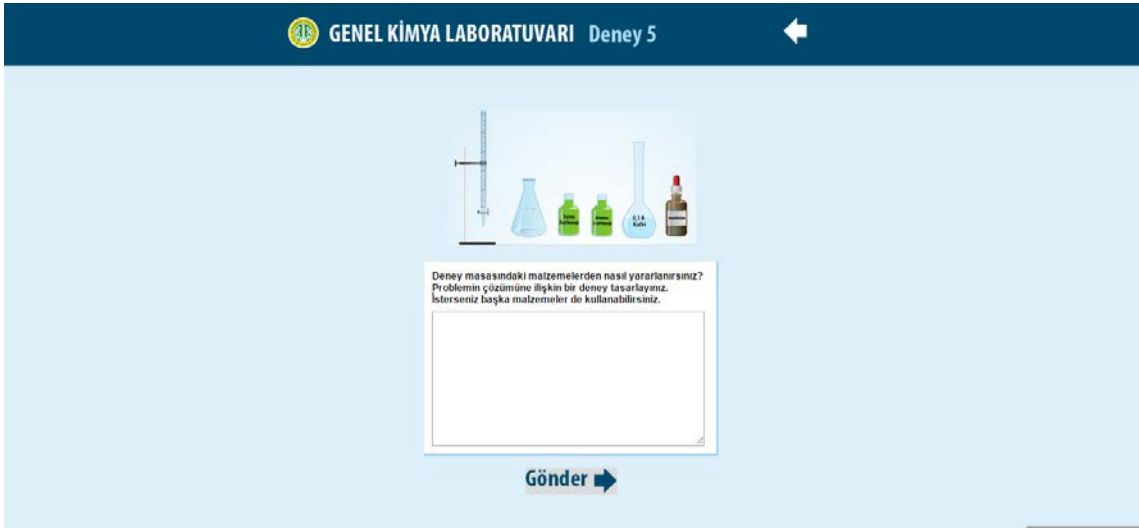 GENEL KİMYA LABORATUVARI Deney 5
Deney masasındaki malzemelerden nasıl yararlanırsınız?
Problemin çözümüne ilişkin bir deney tasarlayınız.
İsterseniz başka malzemeler de kullanabilirsiniz.
Gönder